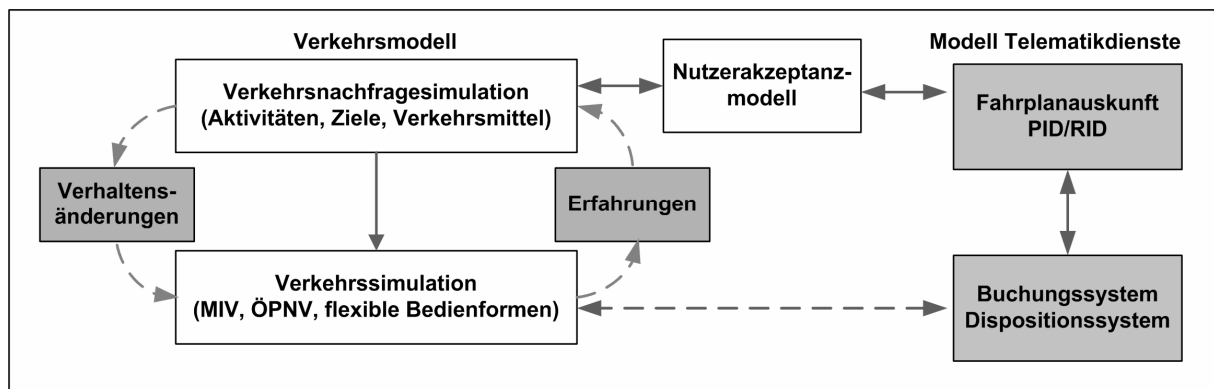 Verkehrsmodell
Verkehrsnachfragesimulation
(Aktivitäten, Ziele, Verkehrsmittel)
Nutzerakzeptanz-
modell
Modell Telematikdienste
Fahrplanauskunft
PID/RID
Verhaltens-
änderungen
Erfahrungen
Verkehrssimulation
(MIV, ÖPNV, flexible Bedienformen)
Buchungssystem
Dispositionssystem